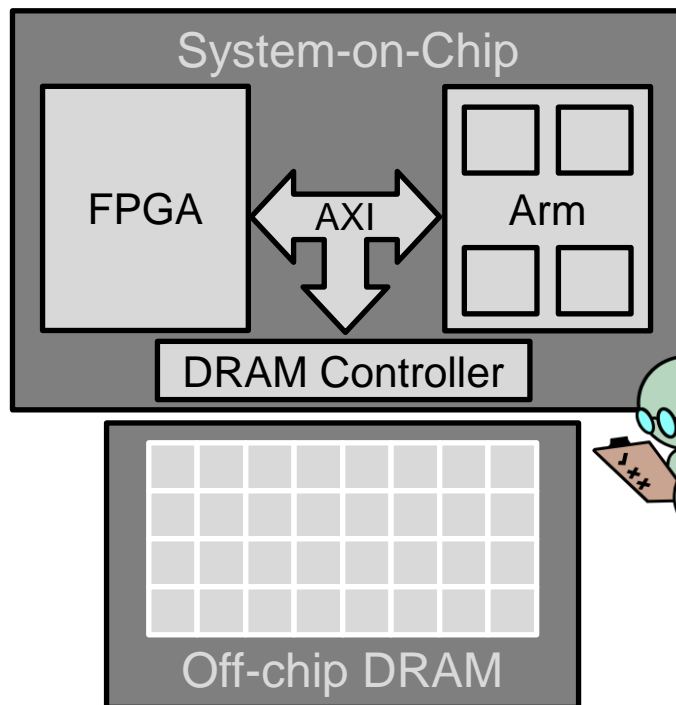 System-on-Chip
FPGA
AXI
Arm
DRAM Controller
Off-chip DRAM